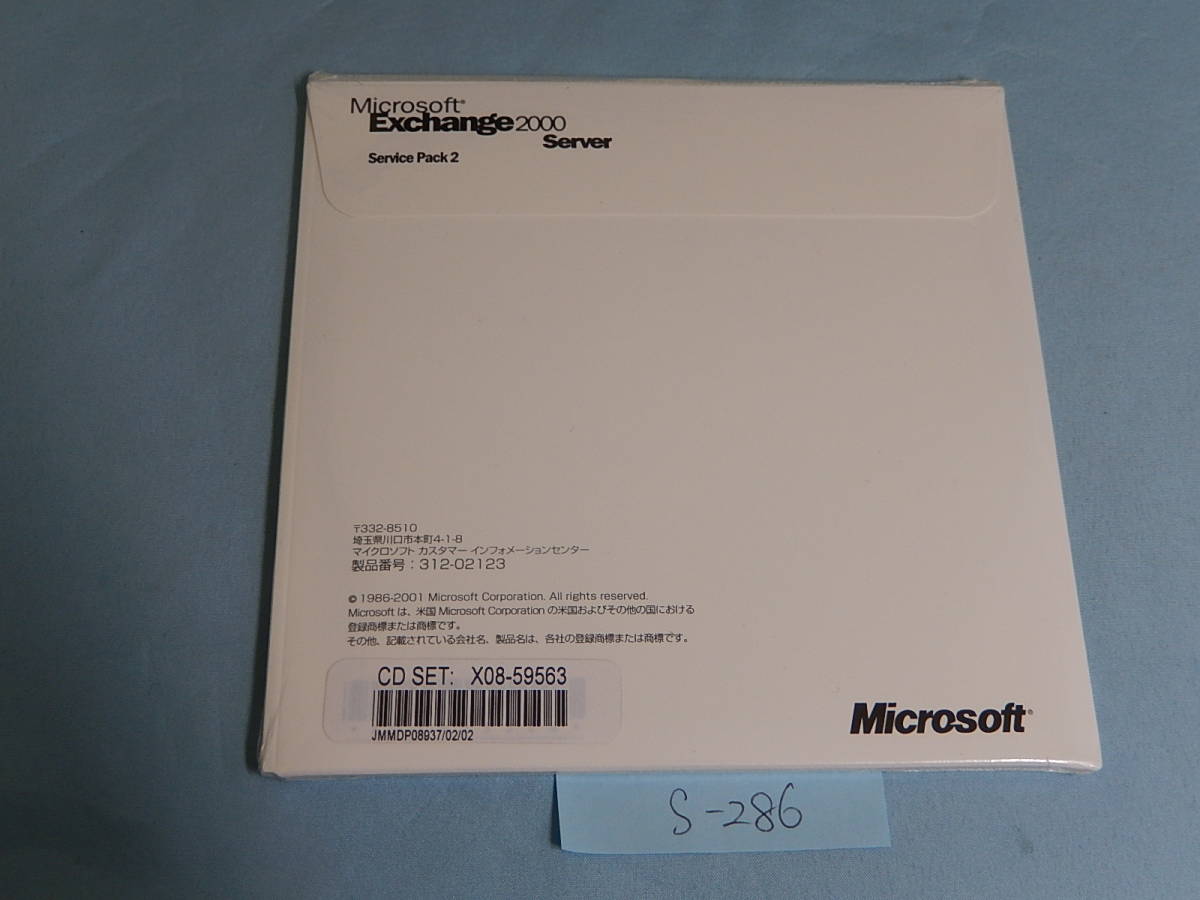 Microsoft®
Exchange 2000
Server
Service Pack 2
〒332-8510
埼玉県川口市本町4-1-8
マイクロソフト カスタマー インフォメーションセンター
製品番号：312-02123
© 1986-2001 Microsoft Corporation. All rights reserved.
Microsoft は、米国 Microsoft Corporation の米国およびその他の国における
登録商標または商標です。
その他、記載されている会社名、製品名は、各社の登録商標または商標です。
CD SET: X08-59563
JMMDP08937/02/02
Microsoft®
S-286